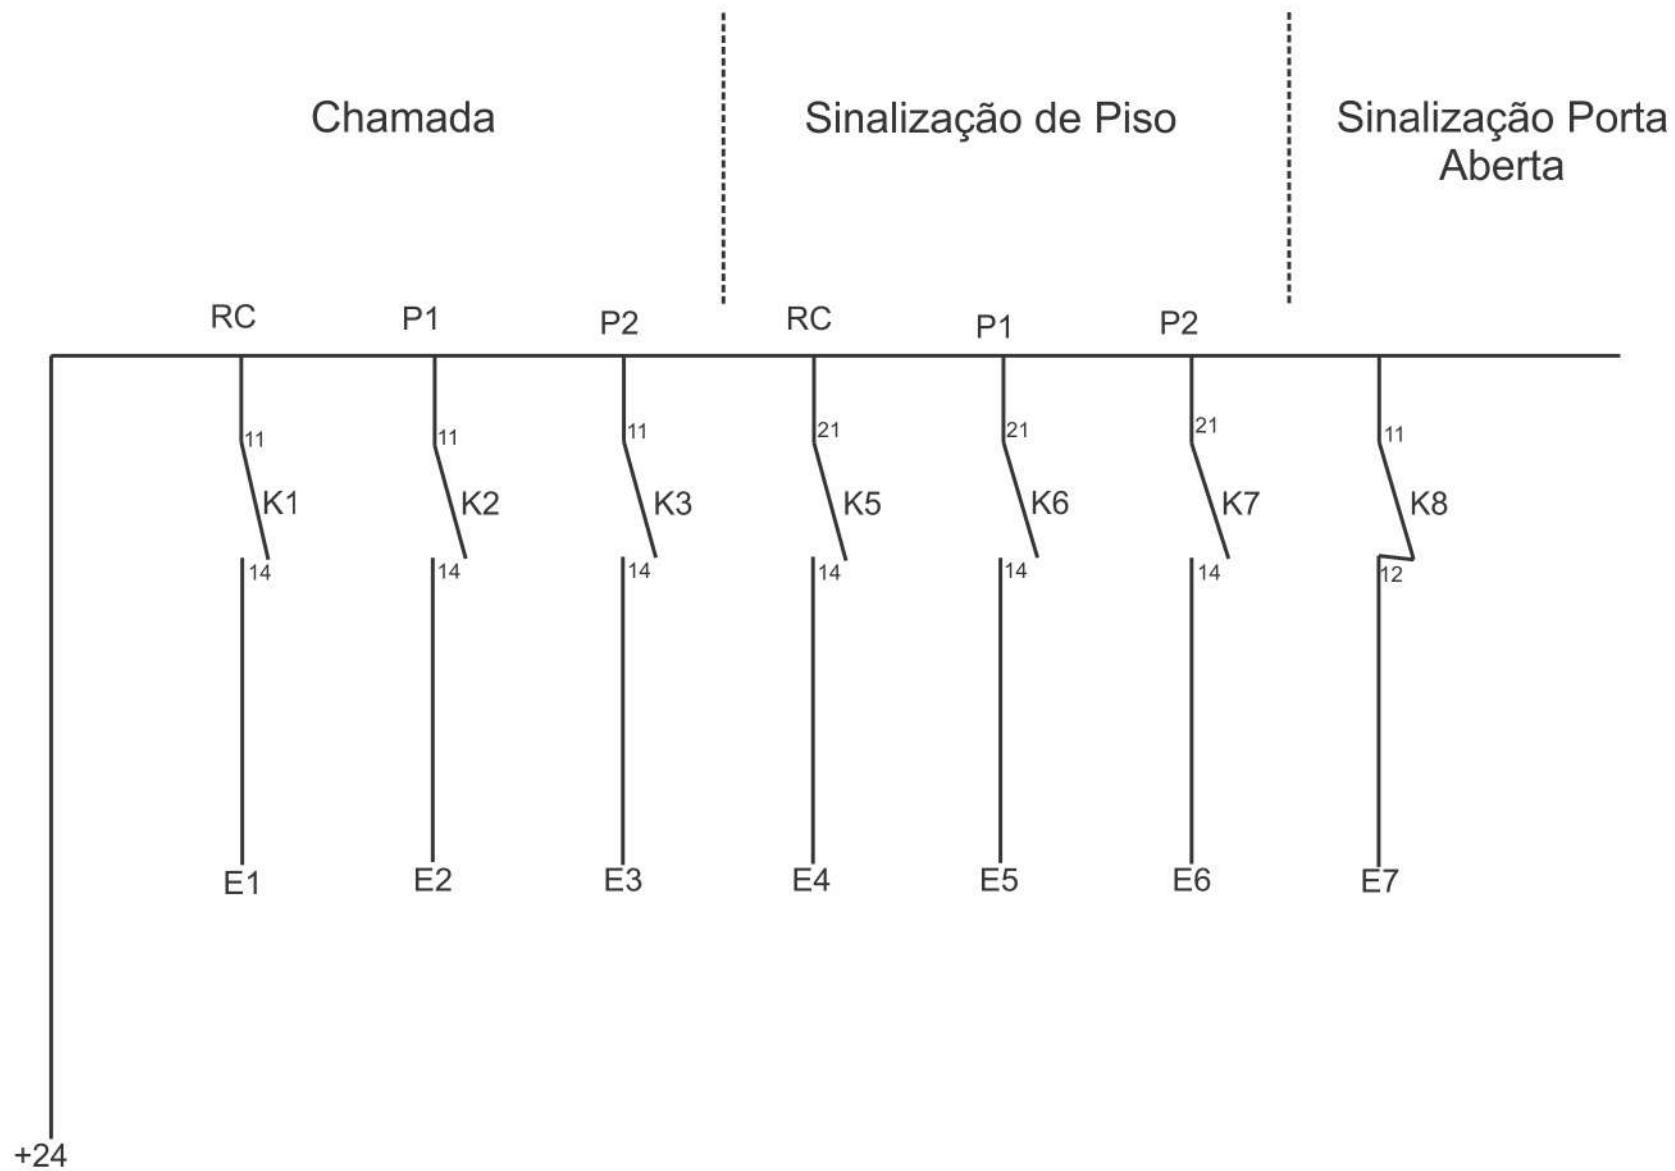 Chamada
Sinalização de Piso
Sinalização Porta
Aberta
RC
P1
P2
RC
P1
P2
11
11
11
21
21
21
11
K1
K2
K3
K5
K6
K7
K8
14
14
14
14
14
14
12
E1
E2
E3
E4
E5
E6
E7
+24